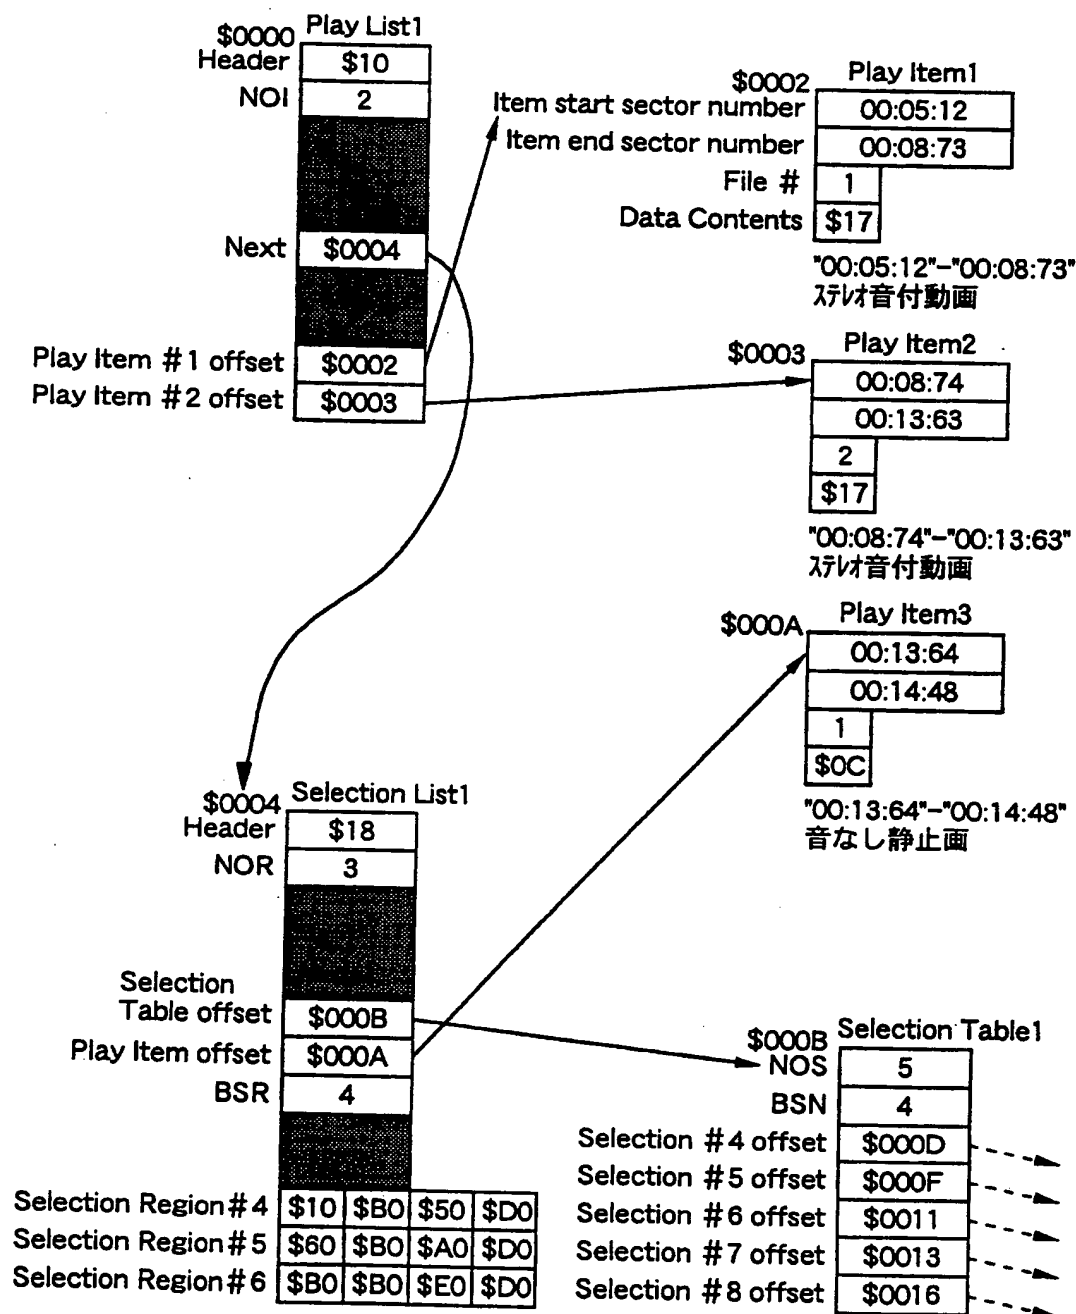 Play List1
$0000
Header $10
NOI 2
Next $0004
Play Item #1 offset $0002
Play Item #2 offset $0003
Play Item1
$0002
Item start sector number 00:05:12
Item end sector number 00:08:73
File # 1
Data Contents $17
"00:05:12"-"00:08:73"
ステレオ音付動画
Play Item2
$0003
00:08:74
00:13:63
2
$17
"00:08:74"-"00:13:63"
ステレオ音付動画
Play Item3
$000A
00:13:64
00:14:48
1
$0C
"00:13:64"-"00:14:48"
音なし静止画
Selection List1
$0004
Header $18
NOR 3
Selection
Table offset $000B
Play Item offset $000A
BSR 4
Selection Region#4 $10 $B0 $50 $D0
Selection Region#5 $60 $B0 $A0 $D0
Selection Region#6 $B0 $B0 $E0 $D0
Selection Table1
$000B
NOS 5
BSN 4
Selection #4 offset $000D
Selection #5 offset $000F
Selection #6 offset $0011
Selection #7 offset $0013
Selection #8 offset $0016